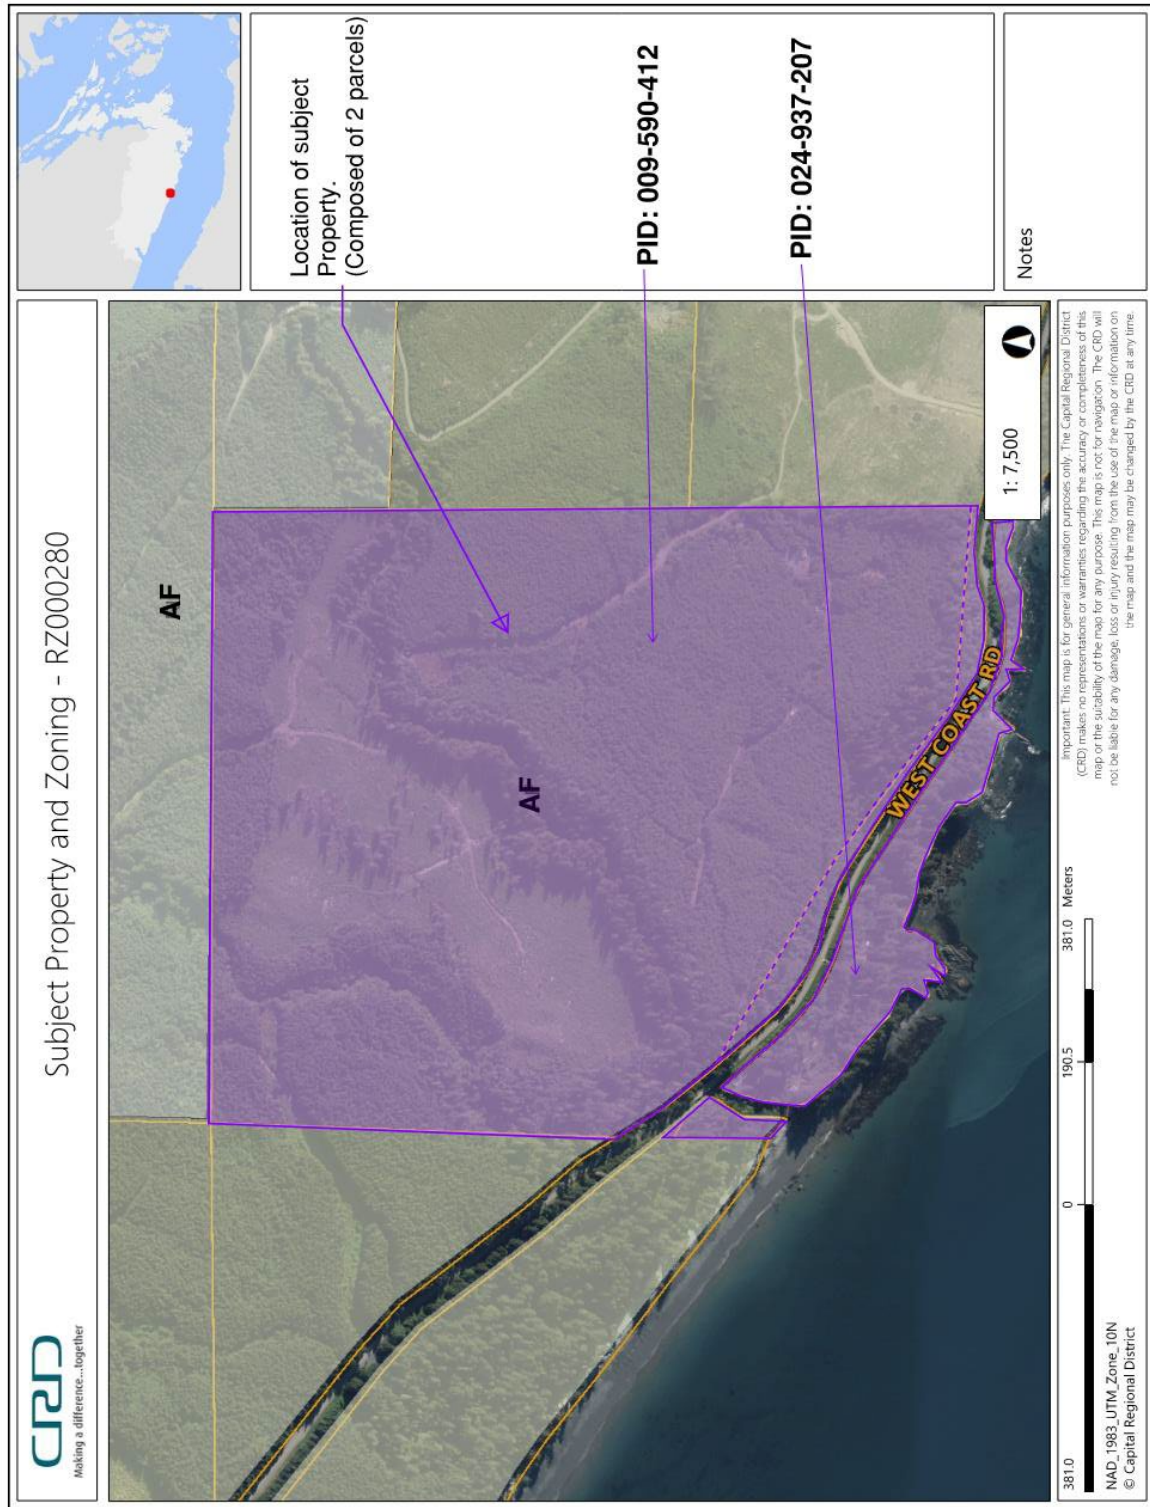 CRD
Making a difference...together
Subject Property and Zoning - RZ0000280
Location of subject
Property.
(Composed of 2 parcels)
PID: 009-590-412
PID: 024-937-207
AF
AF
WEST COAST RD
1: 7,500
Notes
381.0
0
190.5
381.0 Meters
NAD_1983_UTM_Zone_10N
© Capital Regional District
Important: This map is for general information purposes only. The Capital Regional District
(CRD) makes no representations or warranties regarding the accuracy or completeness of this
map or the suitability of the map for any purpose. This map is not for navigation. The CRD will
not be liable for any damage, loss or injury resulting from the use of the map or information on
the map and the map may be changed by the CRD at any time.